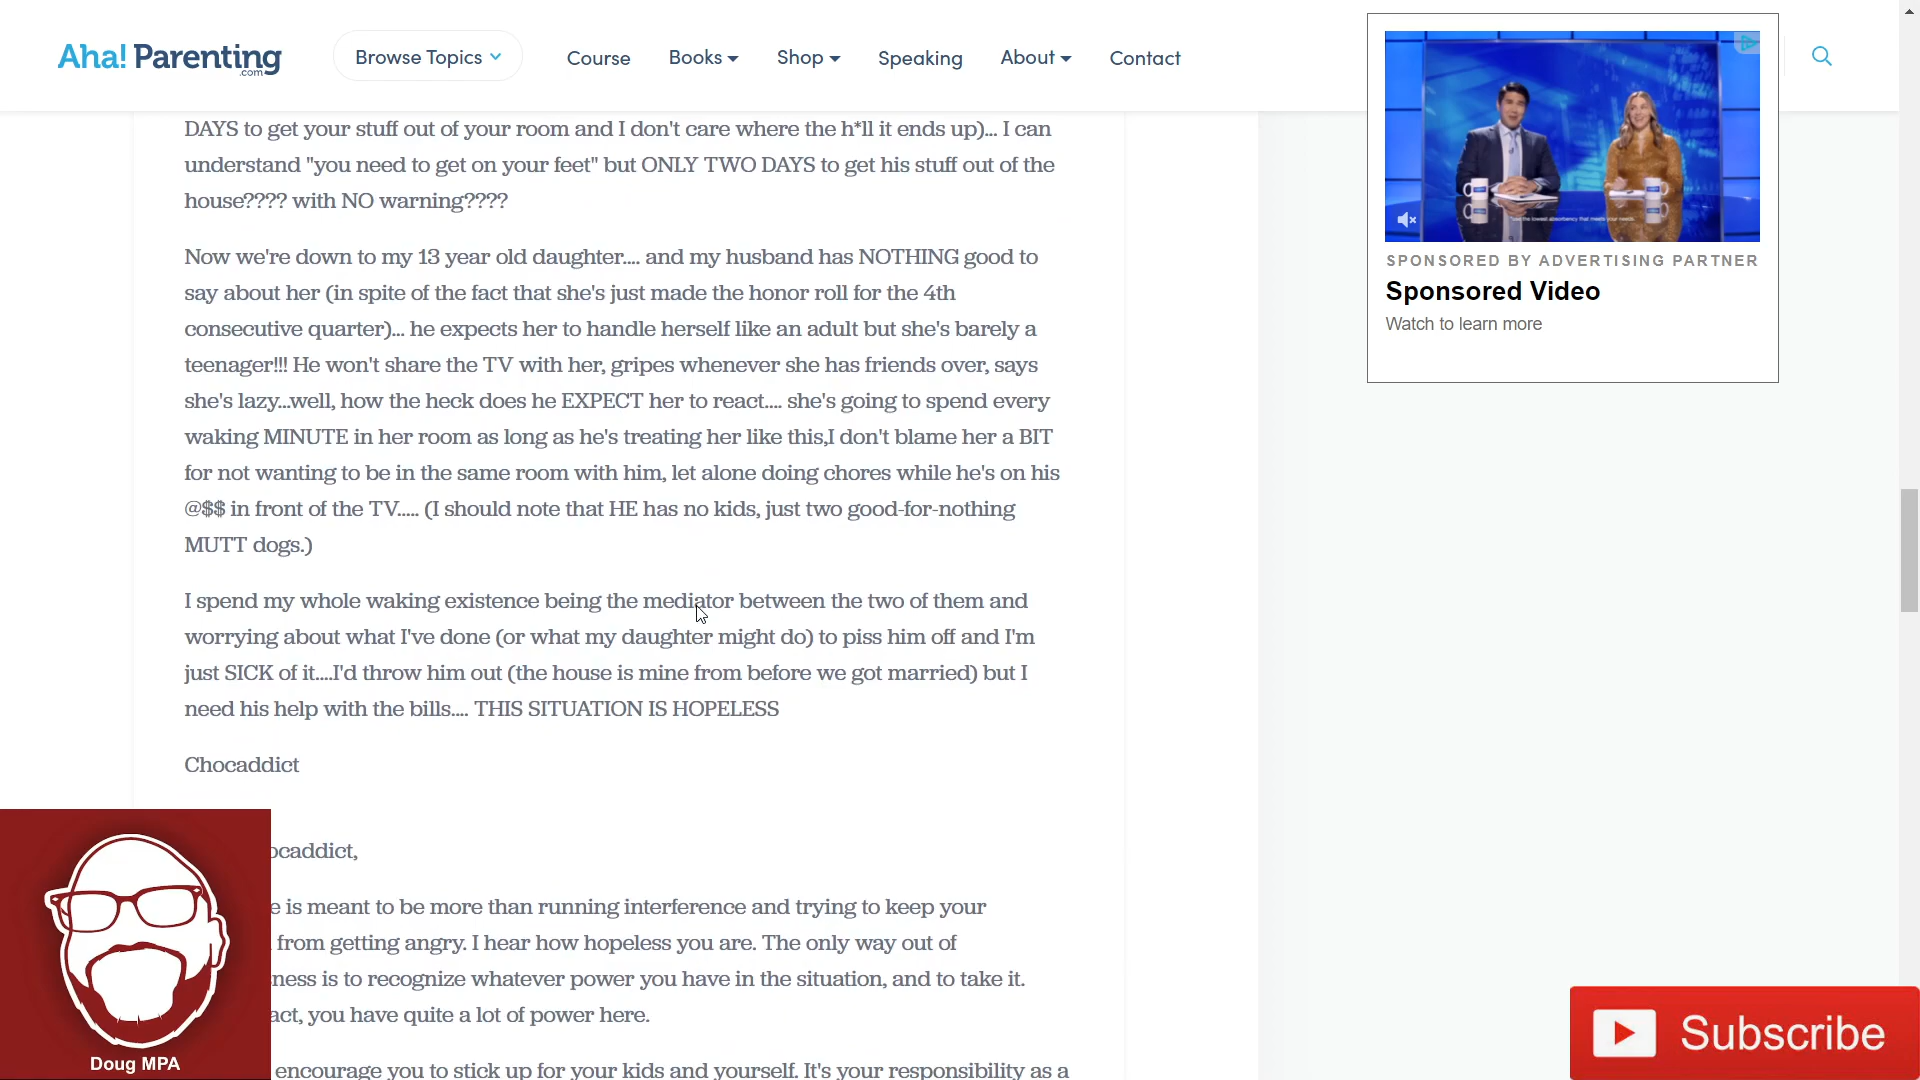 Aha! Parenting
.com
Browse Topics
Course
Books
Shop
Speaking
About
Contact
DAYS to get your stuff out of your room and I don't care where the h*ll it ends up)... I can
understand "you need to get on your feet" but ONLY TWO DAYS to get his stuff out of the
house???? with NO warning????
Now we're down to my 13 year old daughter.... and my husband has NOTHING good to
say about her (in spite of the fact that she's just made the honor roll for the 4th
consecutive quarter)... he expects her to handle herself like an adult but she's barely a
teenager!!! He won't share the TV with her, gripes whenever she has friends over, says
she's lazy...well, how the heck does he EXPECT her to react.... she's going to spend every
waking MINUTE in her room as long as he's treating her like this,I don't blame her a BIT
for not wanting to be in the same room with him, let alone doing chores while he's on his
@$$ in front of the TV..... (I should note that HE has no kids, just two good-for-nothing
MUTT dogs.)
I spend my whole waking existence being the mediator between the two of them and
worrying about what I've done (or what my daughter might do) to piss him off and I'm
just SICK of it....I'd throw him out (the house is mine from before we got married) but I
need his help with the bills.... THIS SITUATION IS HOPELESS
Chocaddict
ocaddict,
e is meant to be more than running interference and trying to keep your
from getting angry. I hear how hopeless you are. The only way out of
ness is to recognize whatever power you have in the situation, and to take it.
act, you have quite a lot of power here.
encourage you to stick up for your kids and yourself. It's your responsibility as a
SPONSORED BY ADVERTISING PARTNER
Sponsored Video
Watch to learn more
Doug MPA
Subscribe